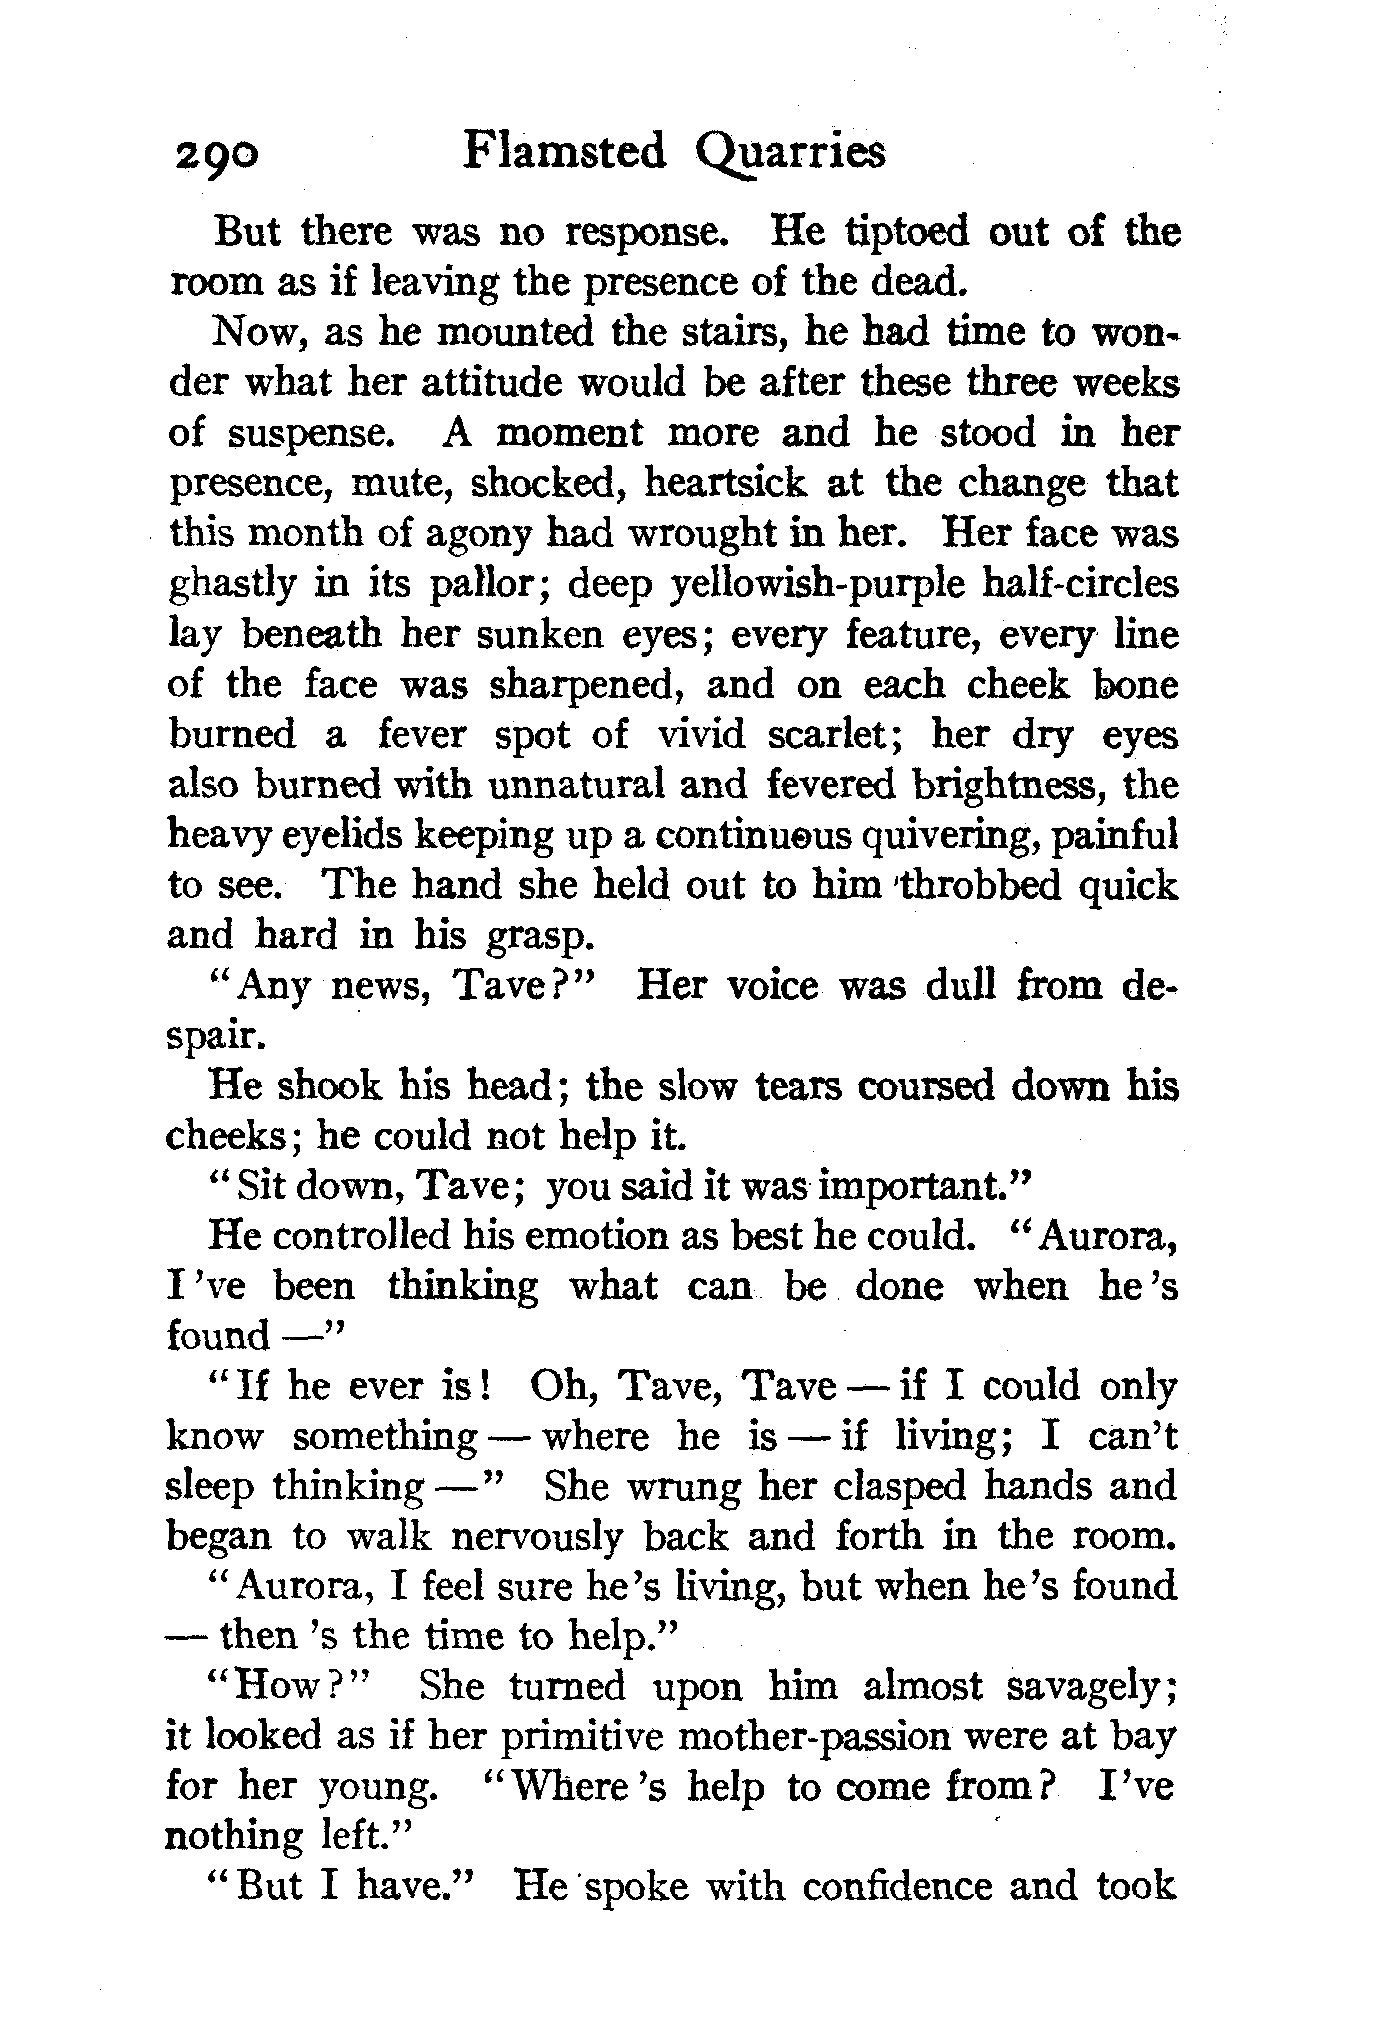 290 Flamsted Quarries
But there was no response. He tiptoed out of the
room as if leaving the presence of the dead.
Now, as he mounted the stairs, he had time to won-
der what her attitude would be after these three weeks
of suspense. A moment more and he stood in her
presence, mute, shocked, heartsick at the change that
this month of agony had wrought in her. Her face was
ghastly in its pallor; deep yellowish-purple half-circles
lay beneath her sunken eyes; every feature, every line
of the face was sharpened, and on each cheek bone
burned a fever spot of vivid scarlet; her dry eyes
also burned with unnatural and fevered brightness, the
heavy eyelids keeping up a continuous quivering, painful
to see. The hand she held out to him throbbed quick
and hard in his grasp.
"Any news, Tave?" Her voice was dull from de-
spair.
He shook his head; the slow tears coursed down his
cheeks; he could not help it.
"Sit down, Tave; you said it was important."
He controlled his emotion as best he could. "Aurora,
I 've been thinking what can be done when he 's
found —"
"If he ever is! Oh, Tave, Tave — if I could only
know something — where he is — if living; I can't
sleep thinking —" She wrung her clasped hands and
began to walk nervously back and forth in the room.
"Aurora, I feel sure he 's living, but when he 's found
— then 's the time to help."
"How?" She turned upon him almost savagely;
it looked as if her primitive mother-passion were at bay
for her young. "Where 's help to come from? I 've
nothing left."
"But I have." He spoke with confidence and took